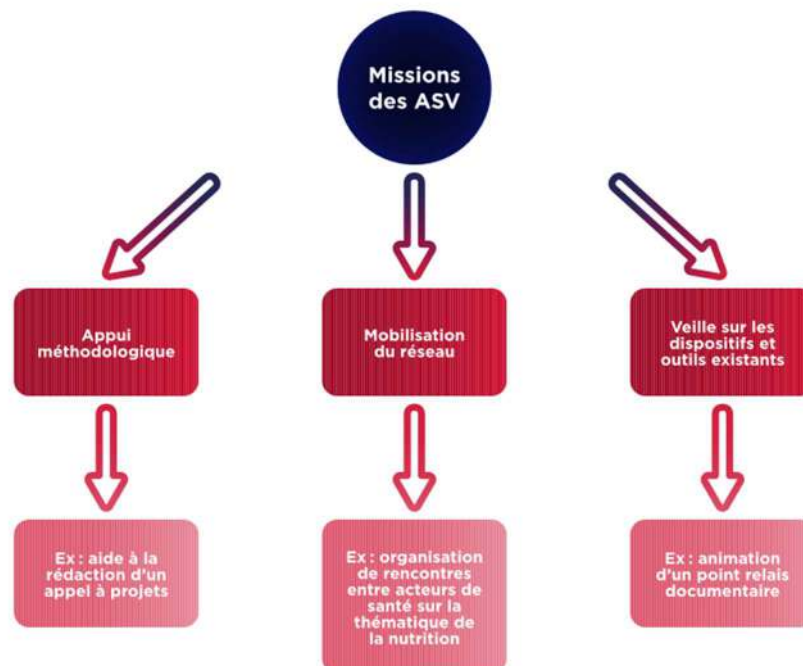 Missions
des ASV
Appui
méthodologique
Mobilisation
du réseau
Veille sur les
dispositifs et
outils existants
Ex : aide à la
rédaction d'un
appel à projets
Ex : organisation
de rencontres
entre acteurs de
santé sur la
thématique de
la nutrition
Ex : animation
d'un point relais
documentaire